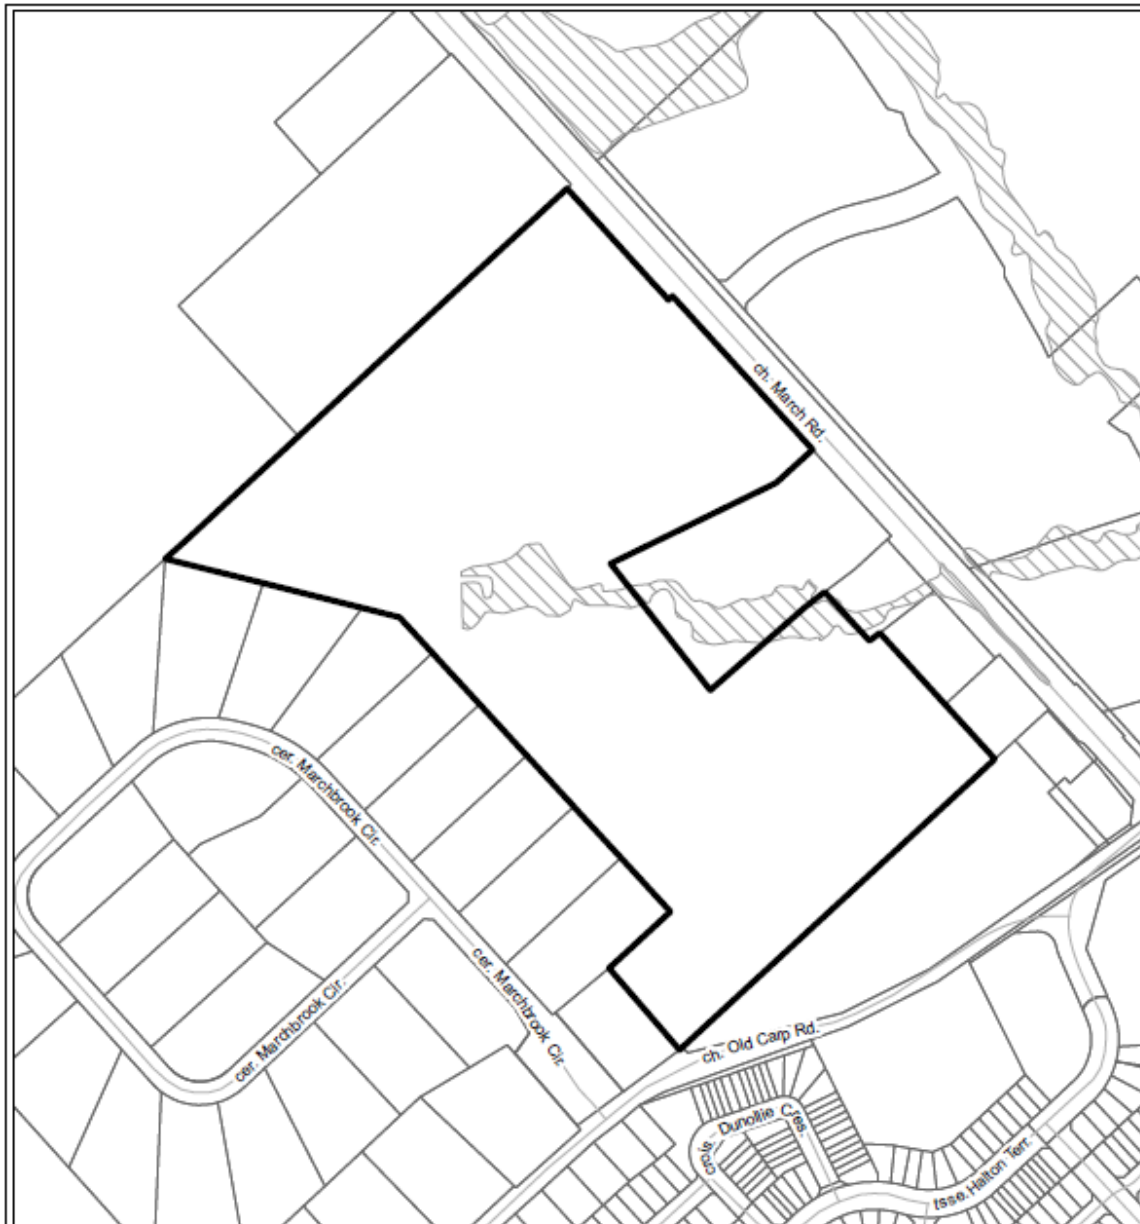 ch. March Rd.
cer. Marchbrook Cir.
cer. Marchbrook Cir.
cer. Marchbrook Cir.
ch. Old Carp Rd.
crois. Dunollie Cres.
tsse. Halton Terr.